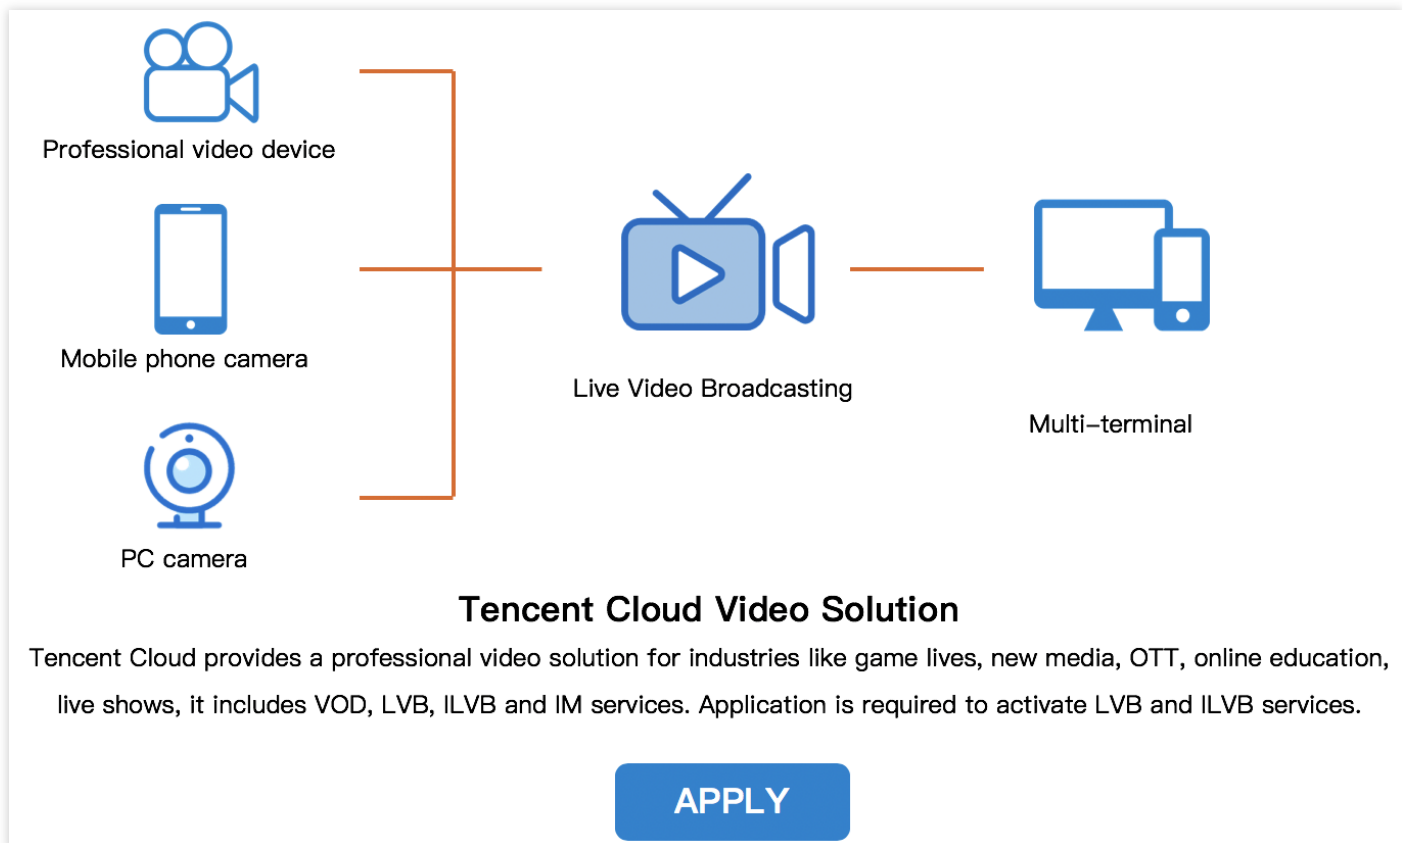 Professional video device
Mobile phone camera
PC camera
Live Video Broadcasting
Multi-terminal
Tencent Cloud Video Solution
Tencent Cloud provides a professional video solution for industries like game lives, new media, OTT, online education,
live shows, it includes VOD, LVB, ILVB and IM services. Application is required to activate LVB and ILVB services.
APPLY